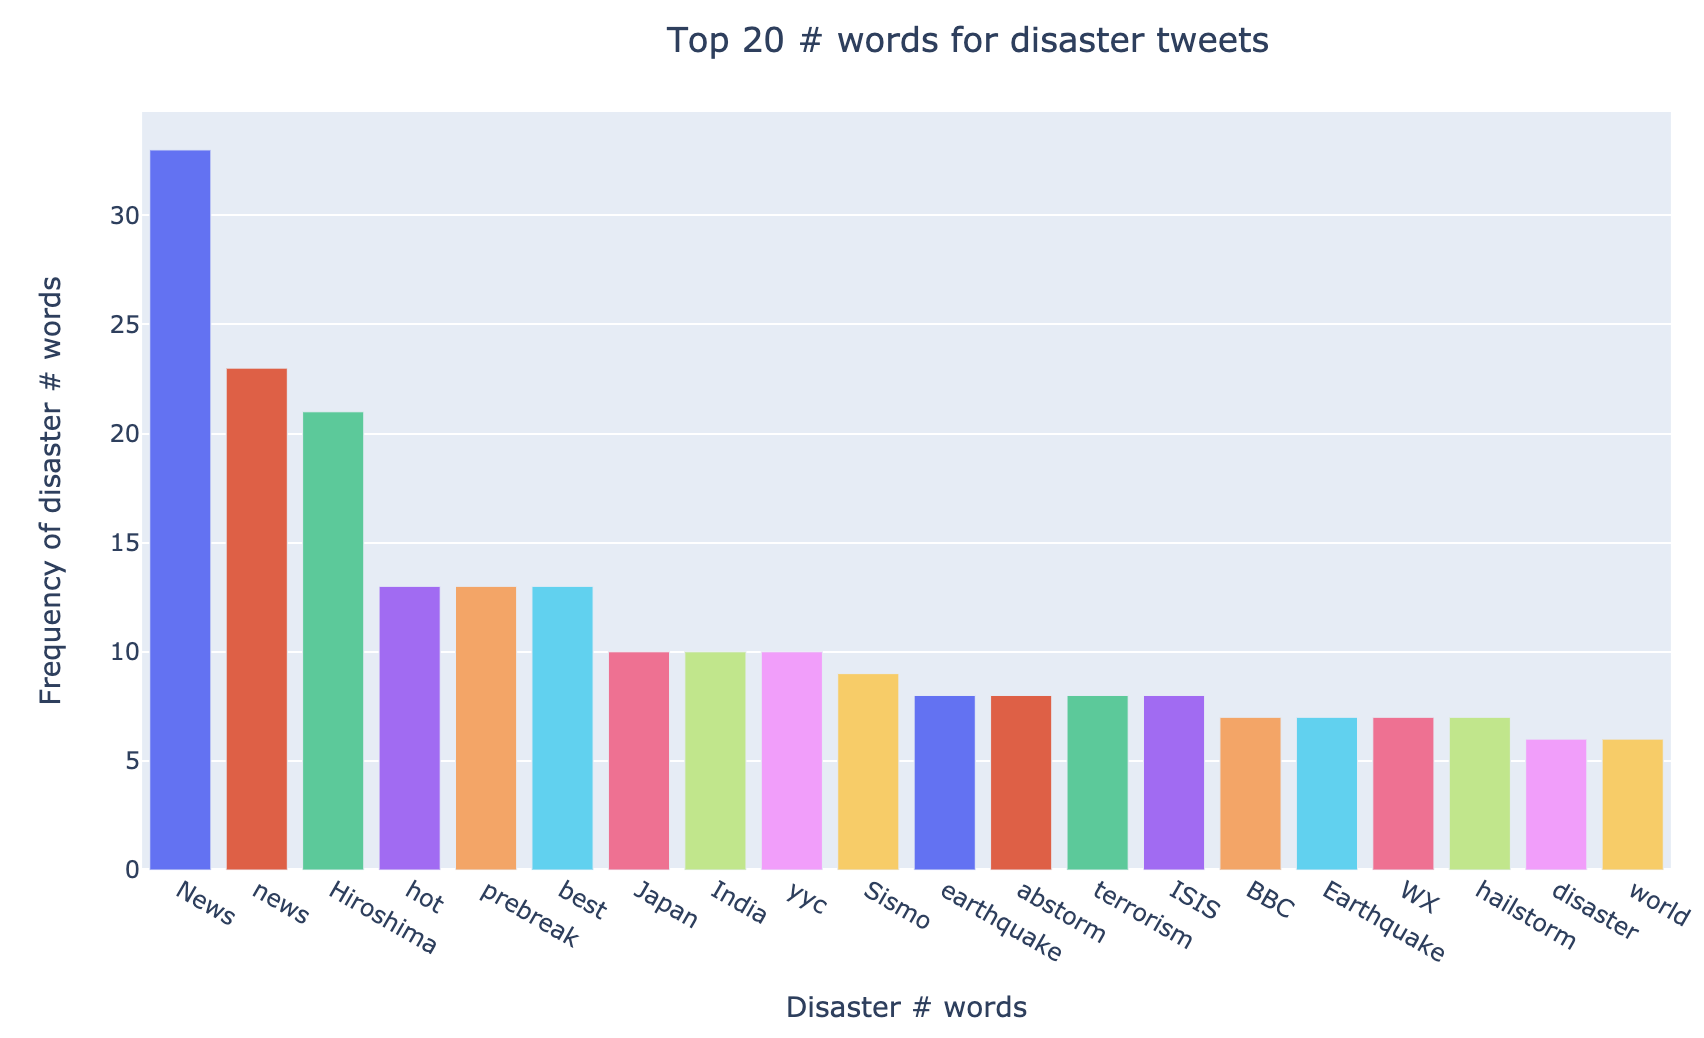 Top 20 # words for disaster tweets
Frequency of disaster # words
30
25
20
15
10
5
0
News
news
Hiroshima
hot
prebreak
best
Japan
India
yyc
Sismo
earthquake
abstorm
terrorism
ISIS
BBC
Earthquake
WX
hailstorm
disaster
world
Disaster # words